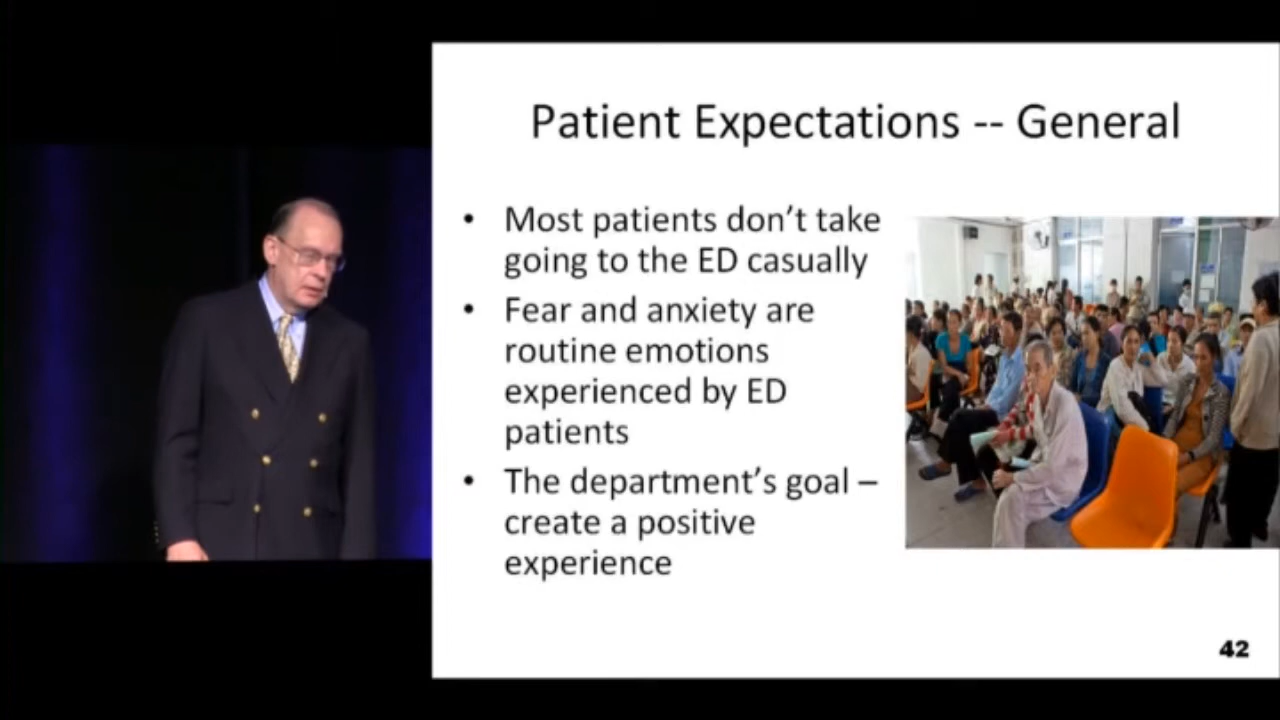 Patient Expectations -- General
• Most patients don’t take
going to the ED casually
• Fear and anxiety are
routine emotions
experienced by ED
patients
• The department’s goal –
create a positive
experience
42